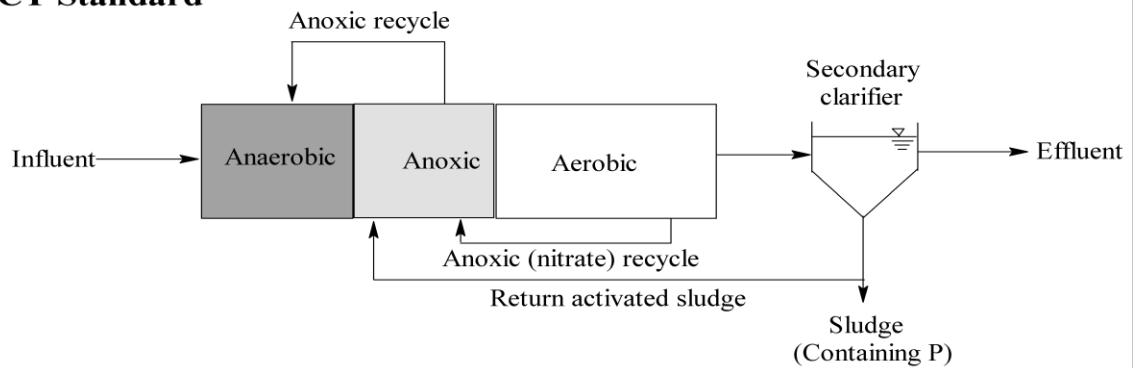 CT Standard
Anoxic recycle
Secondary
clarifier
Influent
Anaerobic
Anoxic
Aerobic
Effluent
Anoxic (nitrate) recycle
Return activated sludge
Sludge
(Containing P)